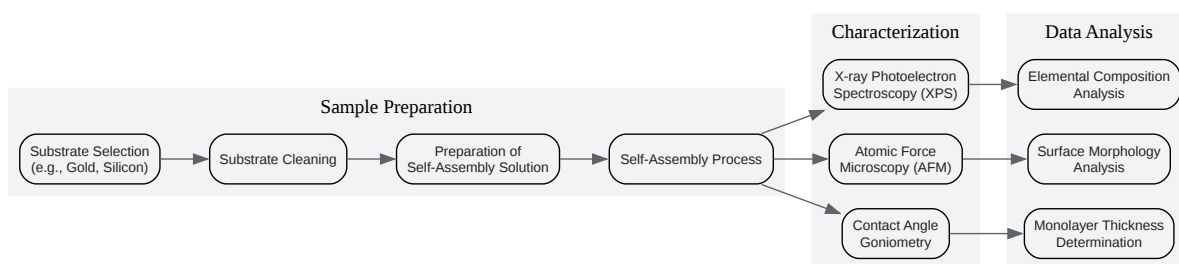 Sample Preparation
Substrate Selection
(e.g., Gold, Silicon)
Substrate Cleaning
Preparation of
Self-Assembly Solution
Self-Assembly Process
Characterization
X-ray Photoelectron
Spectroscopy (XPS)
Atomic Force
Microscopy (AFM)
Contact Angle
Goniometry
Data Analysis
Elemental Composition
Analysis
Surface Morphology
Analysis
Monolayer Thickness
Determination